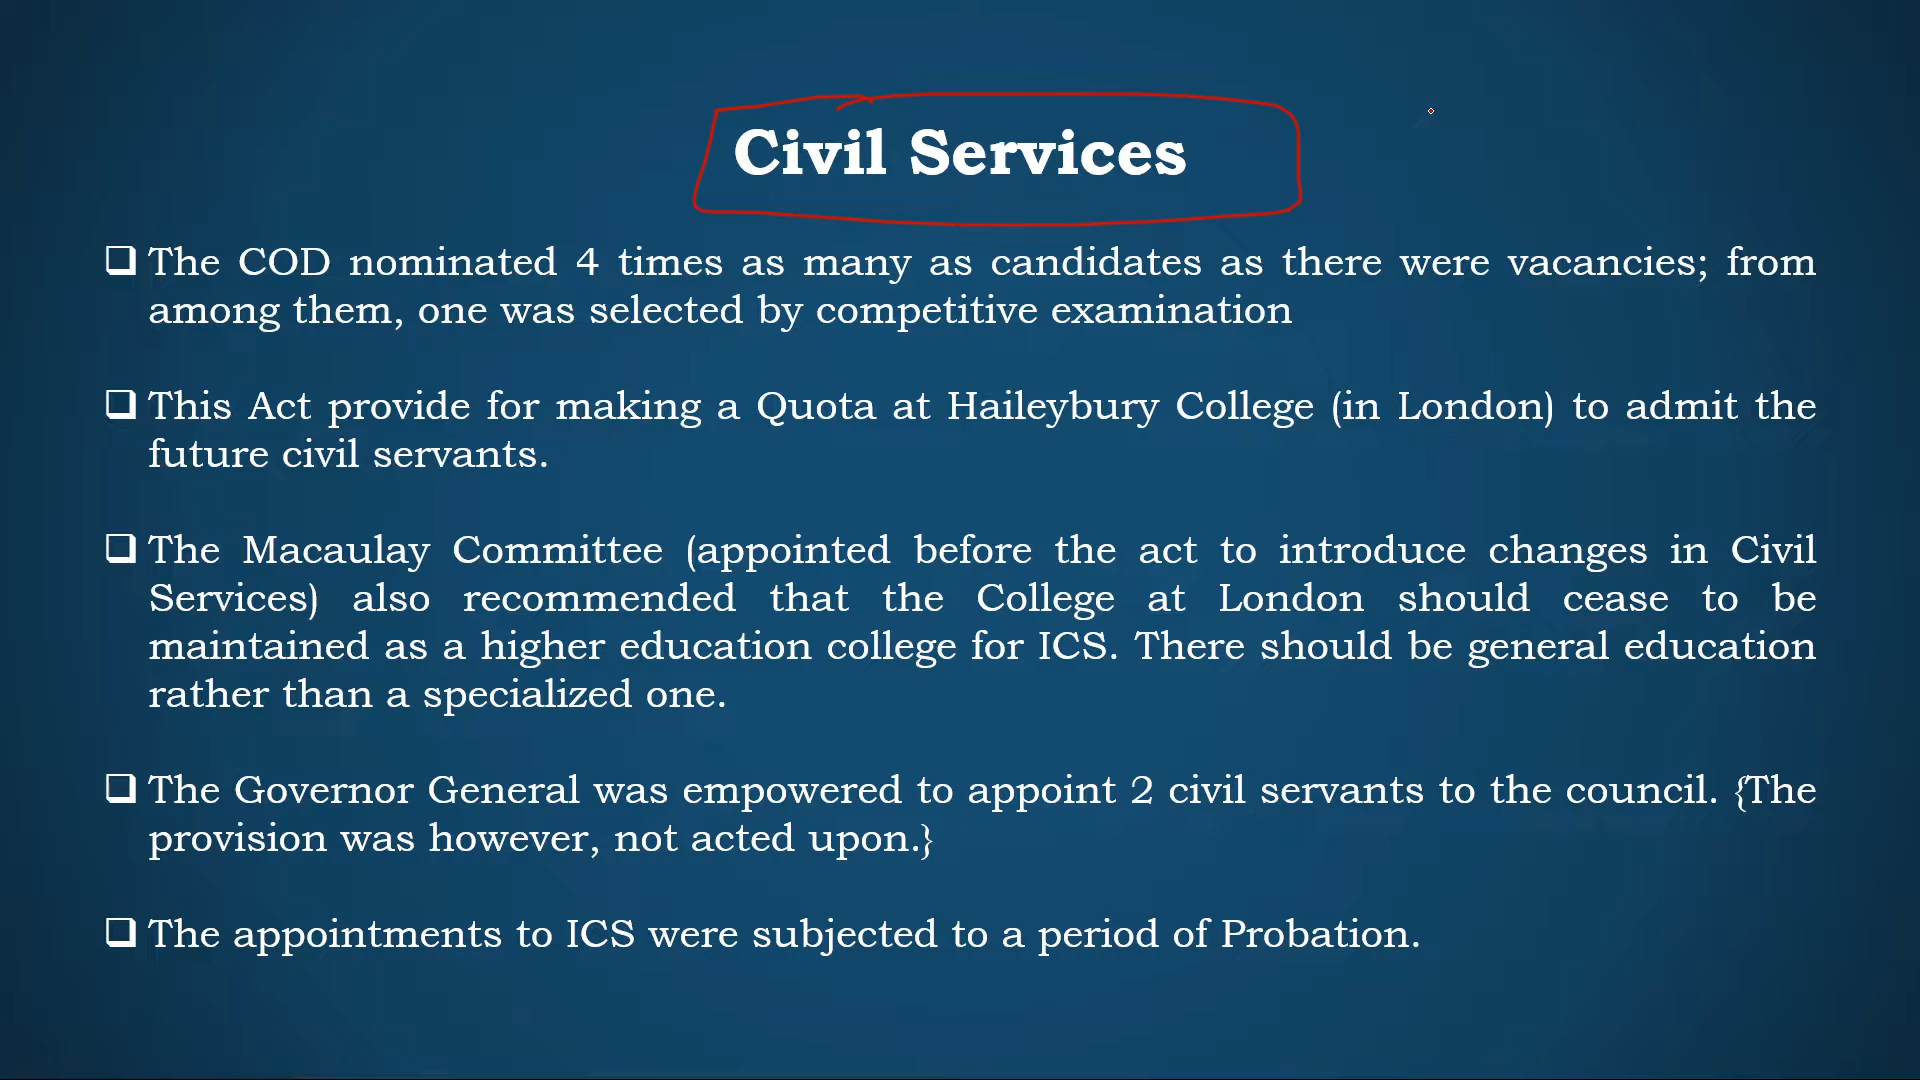 Civil Services
❑ The COD nominated 4 times as many as candidates as there were vacancies; from
among them, one was selected by competitive examination
❑ This Act provide for making a Quota at Haileybury College (in London) to admit the
future civil servants.
❑ The Macaulay Committee (appointed before the act to introduce changes in Civil
Services) also recommended that the College at London should cease to be
maintained as a higher education college for ICS. There should be general education
rather than a specialized one.
❑ The Governor General was empowered to appoint 2 civil servants to the council. {The
provision was however, not acted upon.}
❑ The appointments to ICS were subjected to a period of Probation.